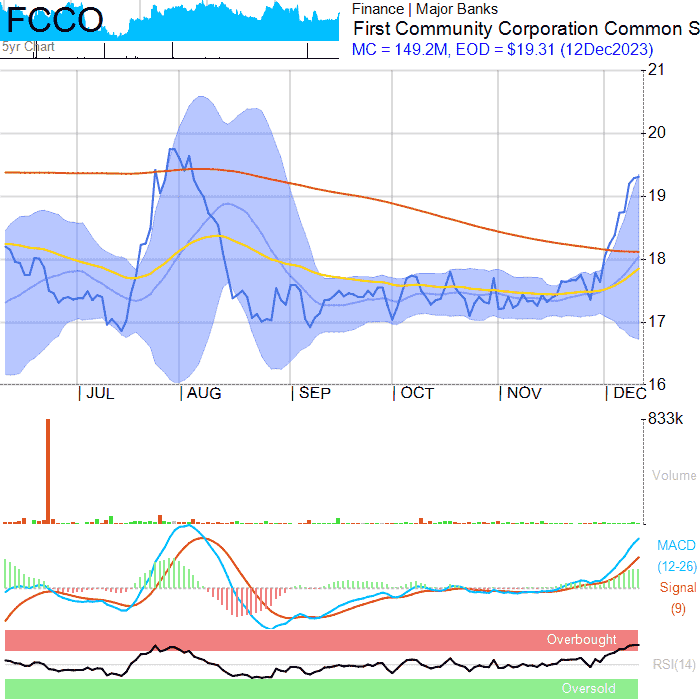 FCCO
5yr Chart
Finance | Major Banks
First Community Corporation Common S
MC = 149.2M, EOD = $19.31 (12Dec2023)
21
20
19
18
17
16
| JUL | AUG | SEP | OCT | NOV | DEC
833k
Volume
MACD
(12-26)
Signal
(9)
Overbought
RSI(14)
Oversold